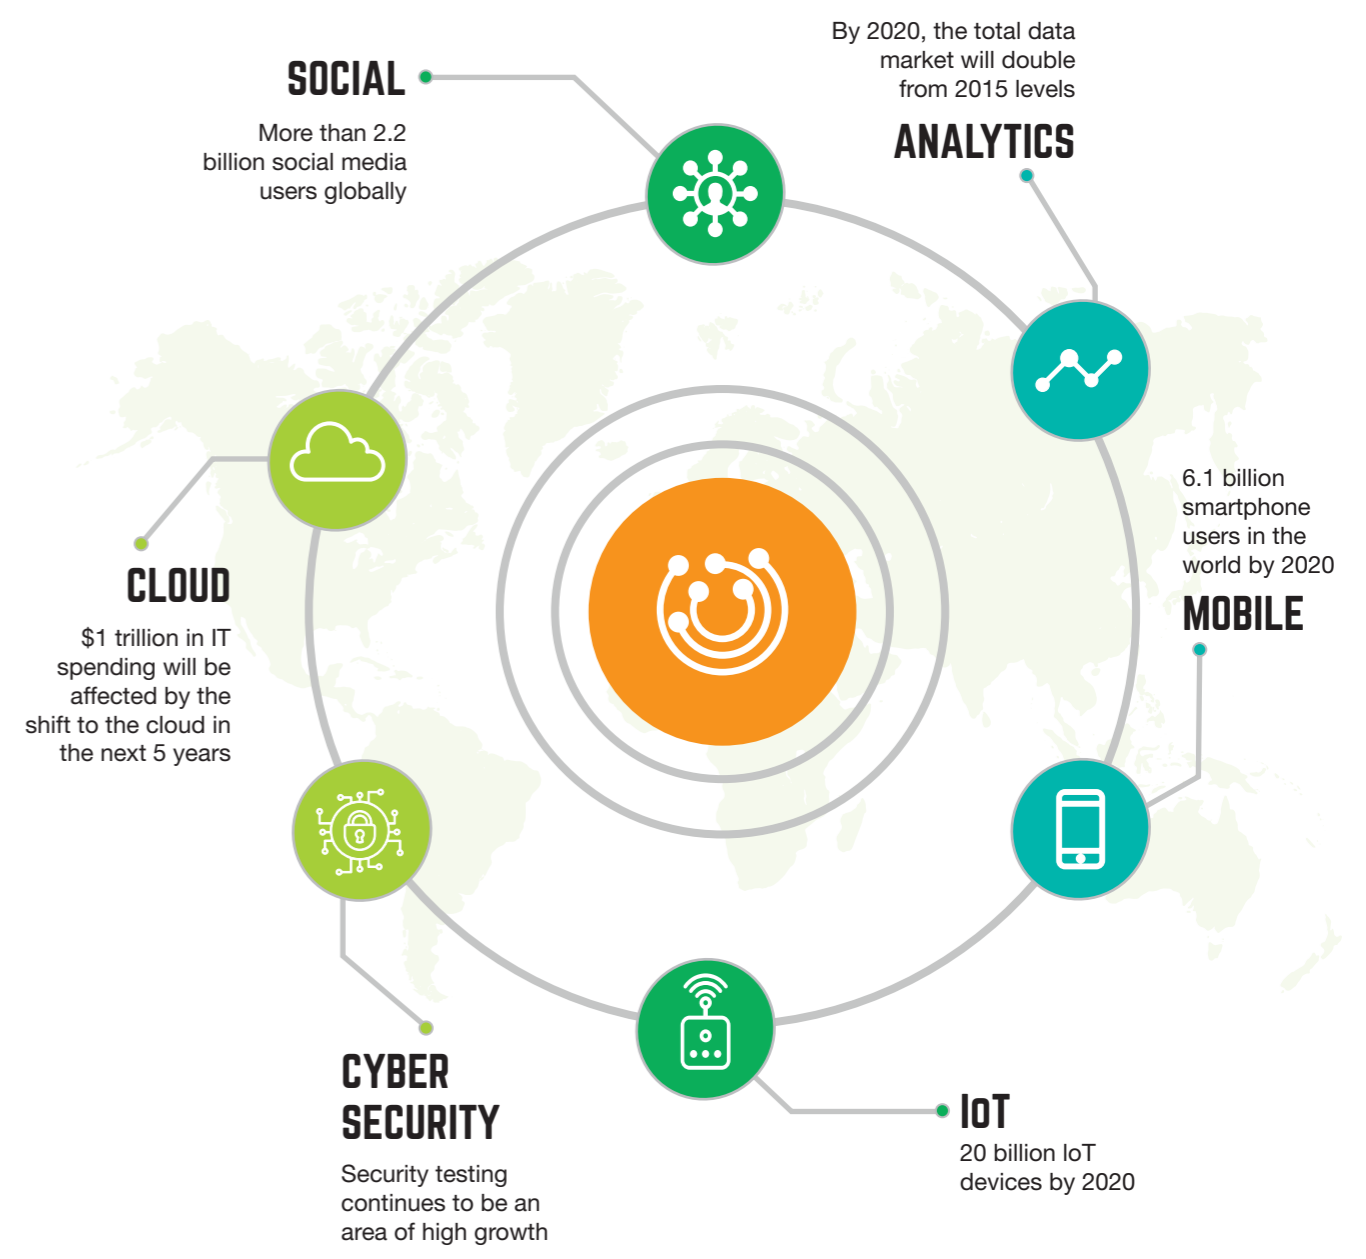 SOCIAL
More than 2.2
billion social media
users globally
By 2020, the total data
market will double
from 2015 levels
ANALYTICS
6.1 billion
smartphone
users in the
world by 2020
MOBILE
CLOUD
$1 trillion in IT
spending will be
affected by the
shift to the cloud in
the next 5 years
CYBER
SECURITY
Security testing
continues to be an
area of high growth
IoT
20 billion IoT
devices by 2020